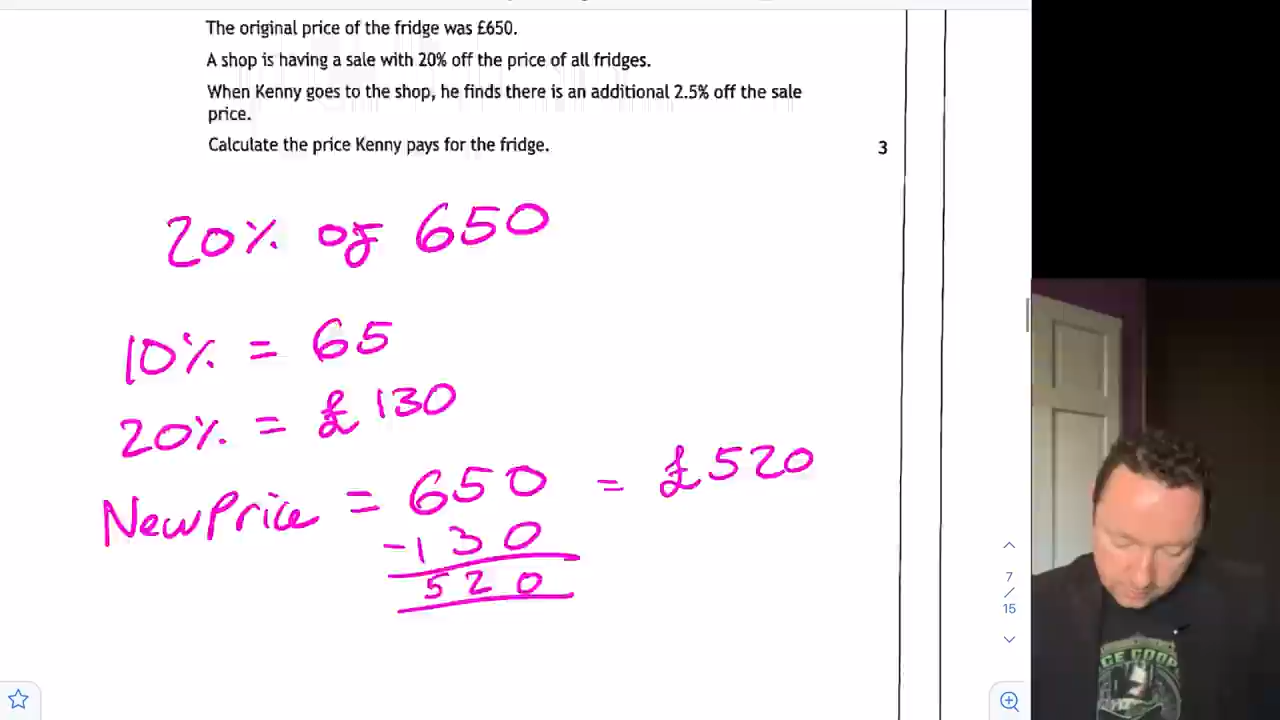 The original price of the fridge was £650.
A shop is having a sale with 20% off the price of all fridges.
When Kenny goes to the shop, he finds there is an additional 2.5% off the sale
price.
Calculate the price Kenny pays for the fridge.
3
20% of 650
10% = 65
20% = £130
New Price = 650 = £520
-130
520
7
/
15